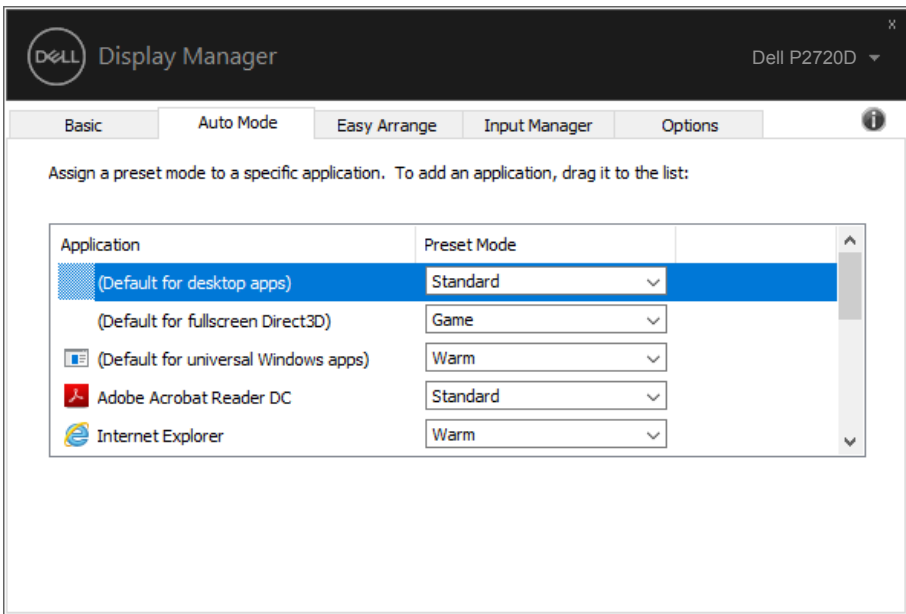 x
DELL Display Manager Dell P2720D
Basic Auto Mode Easy Arrange Input Manager Options
Assign a preset mode to a specific application. To add an application, drag it to the list:
Application Preset Mode
(Default for desktop apps) Standard
(Default for fullscreen Direct3D) Game
(Default for universal Windows apps) Warm
Adobe Acrobat Reader DC Standard
Internet Explorer Warm